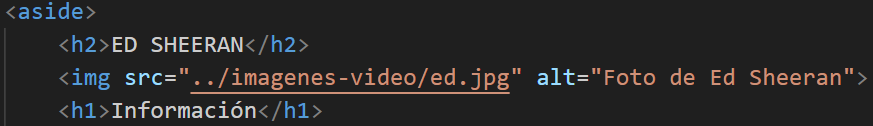 <aside>
<h2>ED SHEERAN</h2>
<img src="../imagenes-video/ed.jpg" alt="Foto de Ed Sheeran">
<h1>Información</h1>